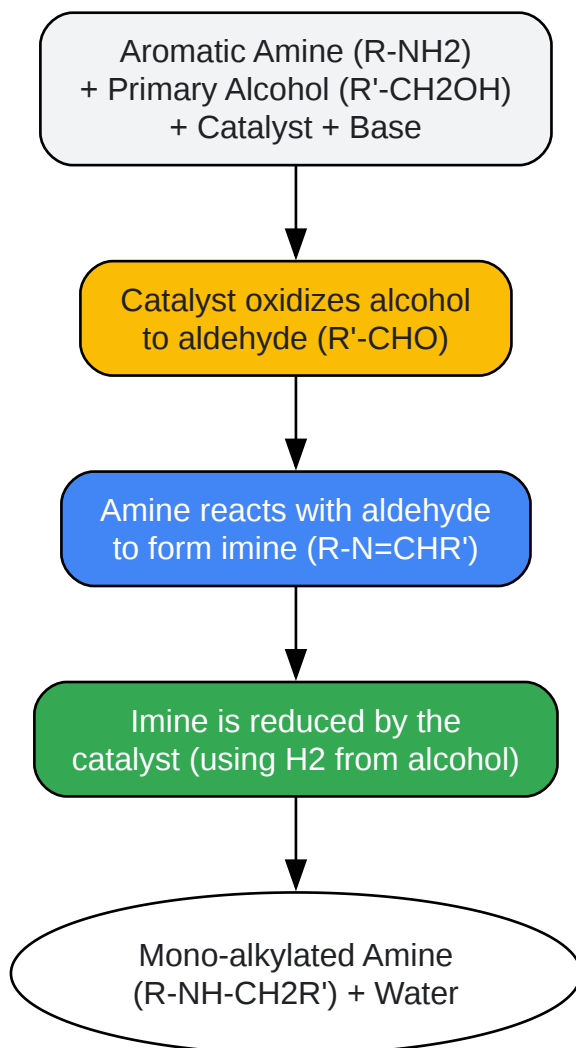 Aromatic Amine (R-NH2)
+ Primary Alcohol (R'-CH2OH)
+ Catalyst + Base
Catalyst oxidizes alcohol
to aldehyde (R'-CHO)
Amine reacts with aldehyde
to form imine (R-N=CHR')
Imine is reduced by the
catalyst (using H2 from alcohol)
Mono-alkylated Amine
(R-NH-CH2R') + Water